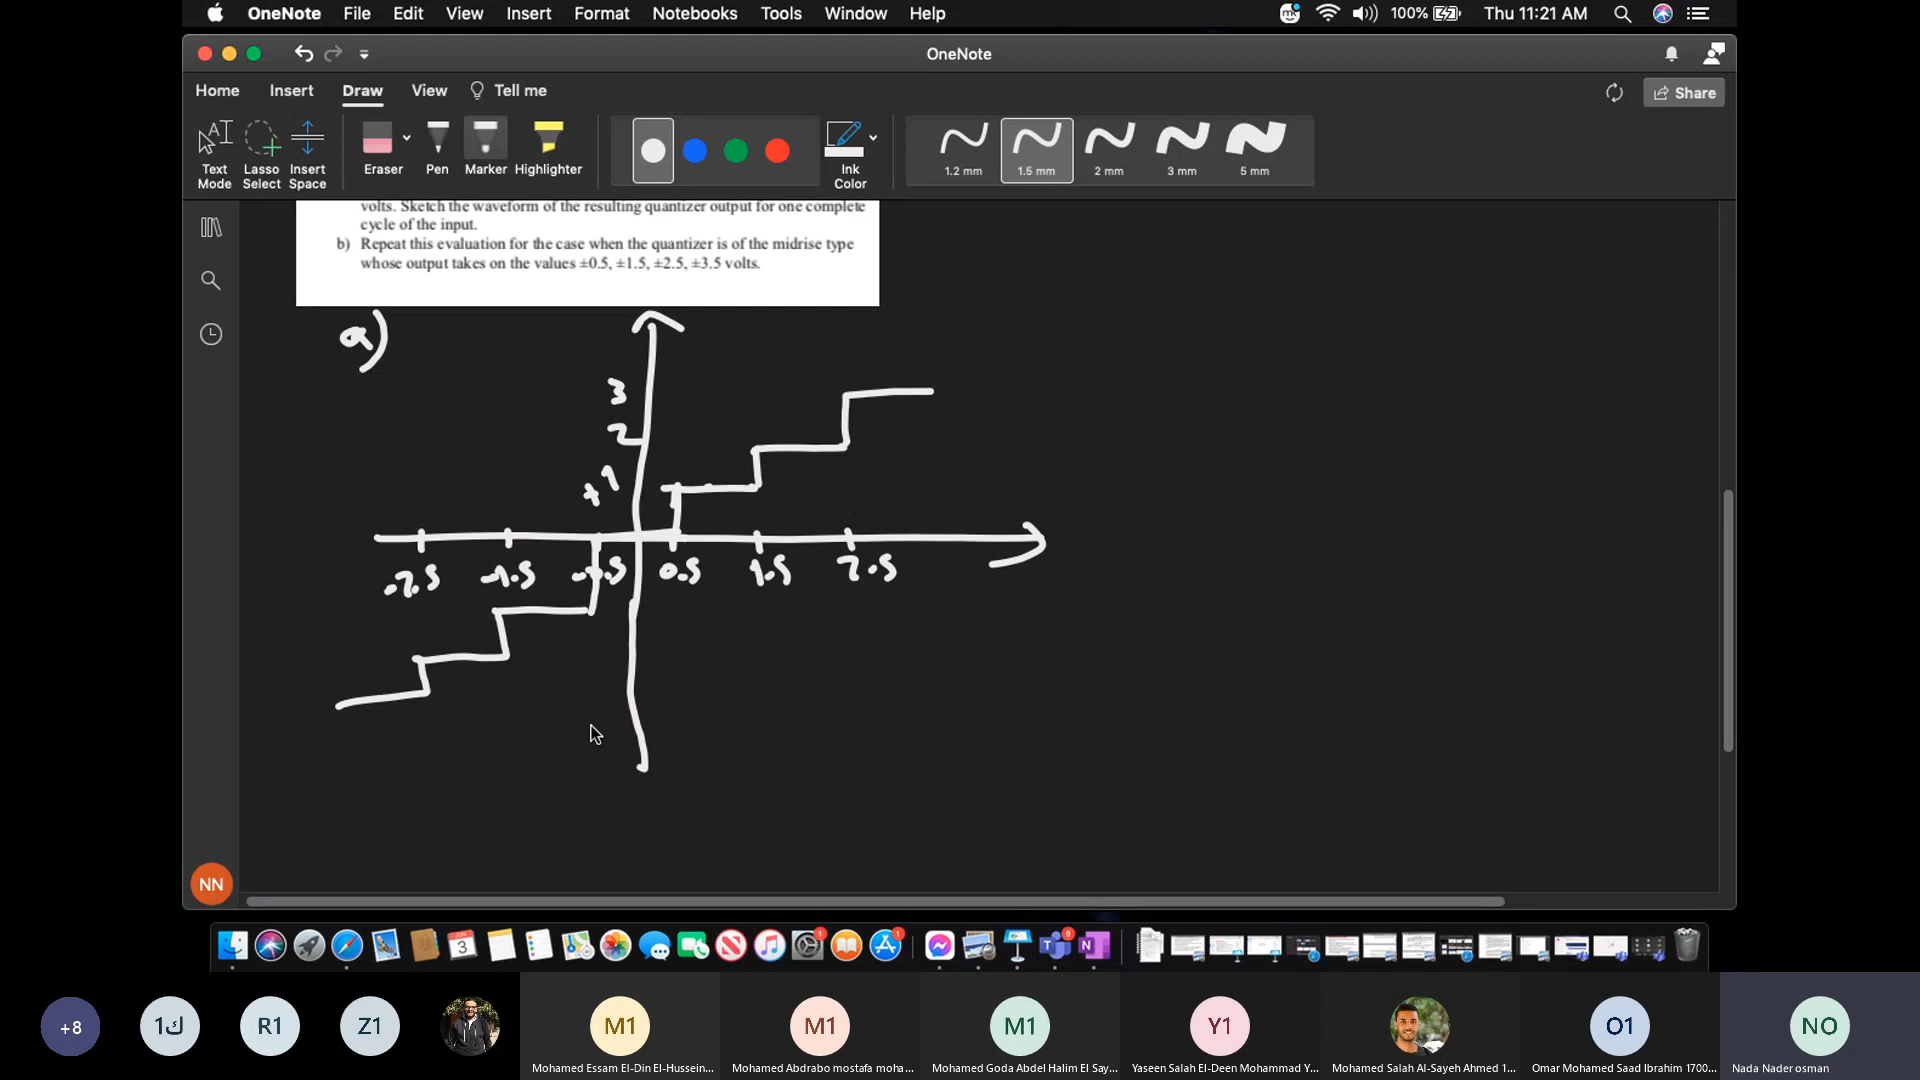 OneNote File Edit View Insert Format Notebooks Tools Window Help 100% Thu 11:21 AM
OneNote
Home Insert Draw View Tell me Share
Text Mode Lasso Select Insert Space Eraser Pen Marker Highlighter Ink Color 1.2 mm 1.5 mm 2 mm 3 mm 5 mm
volts. Sketch the waveform of the resulting quantizer output for one complete
cycle of the input.
b) Repeat this evaluation for the case when the quantizer is of the midrise type
whose output takes on the values ±0.5, ±1.5, ±2.5, ±3.5 volts.
a)
3
2
+1
-2.5 -1.5 -0.5 0.5 1.5 2.5
NN
3 1 1 8
+8 1ك R1 Z1 M1 M1 M1 Y1 O1 NO
Mohamed Essam El-Din El-Hussein... Mohamed Abdrabo mostafa moha... Mohamed Goda Abdel Halim El Say... Yaseen Salah El-Deen Mohammad Y... Mohamed Salah Al-Sayeh Ahmed 1... Omar Mohamed Saad Ibrahim 1700... Nada Nader osman